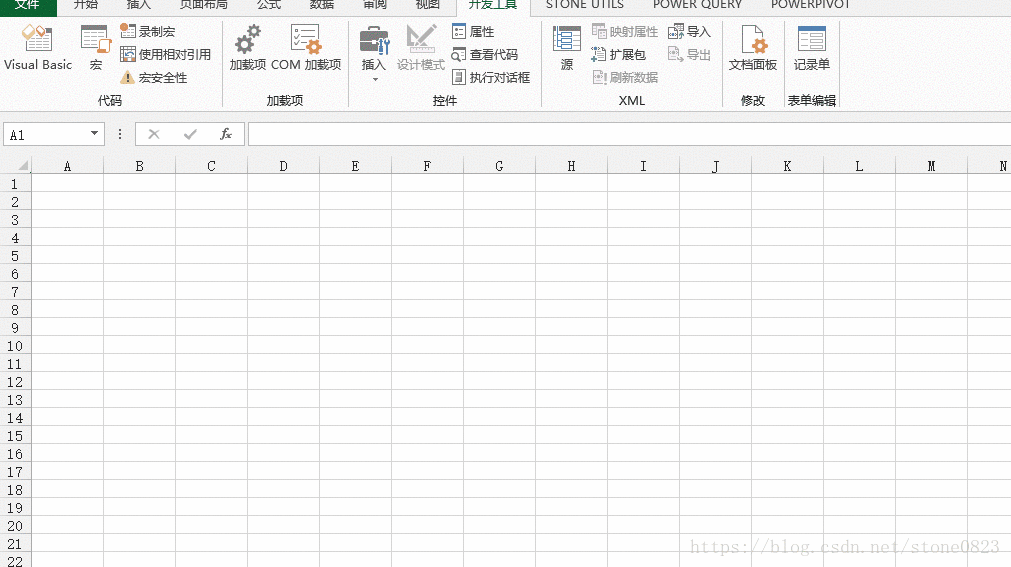 文件 开始 插入 页面布局 公式 数据 审阅 视图 开发工具 STONE UTILS POWER QUERY POWERPIVOT
Visual Basic 宏 录制宏 使用相对引用 宏安全性
加载项 COM 加载项
插入 设计模式 属性 查看代码 执行对话框
源 映射属性 扩展包 刷新数据 导入 导出
文档面板 记录单
代码 加载项 控件 XML 修改 表单编辑
A1 fx
A B C D E F G H I J K L M N
1
2
3
4
5
6
7
8
9
10
11
12
13
14
15
16
17
18
19
20
21
22
https://blog.csdn.net/stone0823